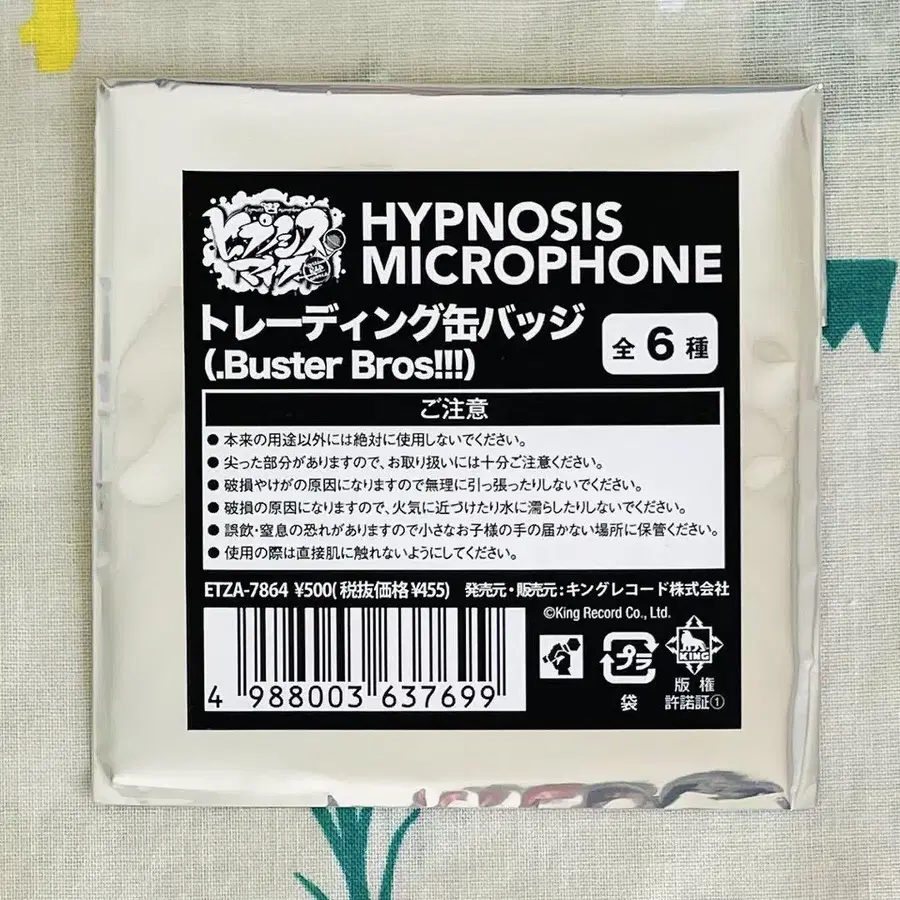 ヒプノシスマイク
HYPNOSIS
MICROPHONE
トレーディング缶バッジ
(.Buster Bros!!!)
全6種
ご注意
● 本来の用途以外には絶対に使用しないでください。
● 尖った部分がありますので、お取り扱いには十分ご注意ください。
● 破損やけがの原因になりますので無理に引っ張ったりしないでください。
● 破損の原因になりますので、火気に近づけたり水に濡らしたりしないでください。
● 誤飲・窒息の恐れがありますので小さなお子様の手の届かない場所に保管ください。
● 使用の際は直接肌に触れないようにしてください。
ETZA-7864 ¥500(税抜価格¥455) 発売元・販売元:キングレコード株式会社
©King Record Co., Ltd.
4 988003 637699
プラ
袋
KING
版権
許諾証①